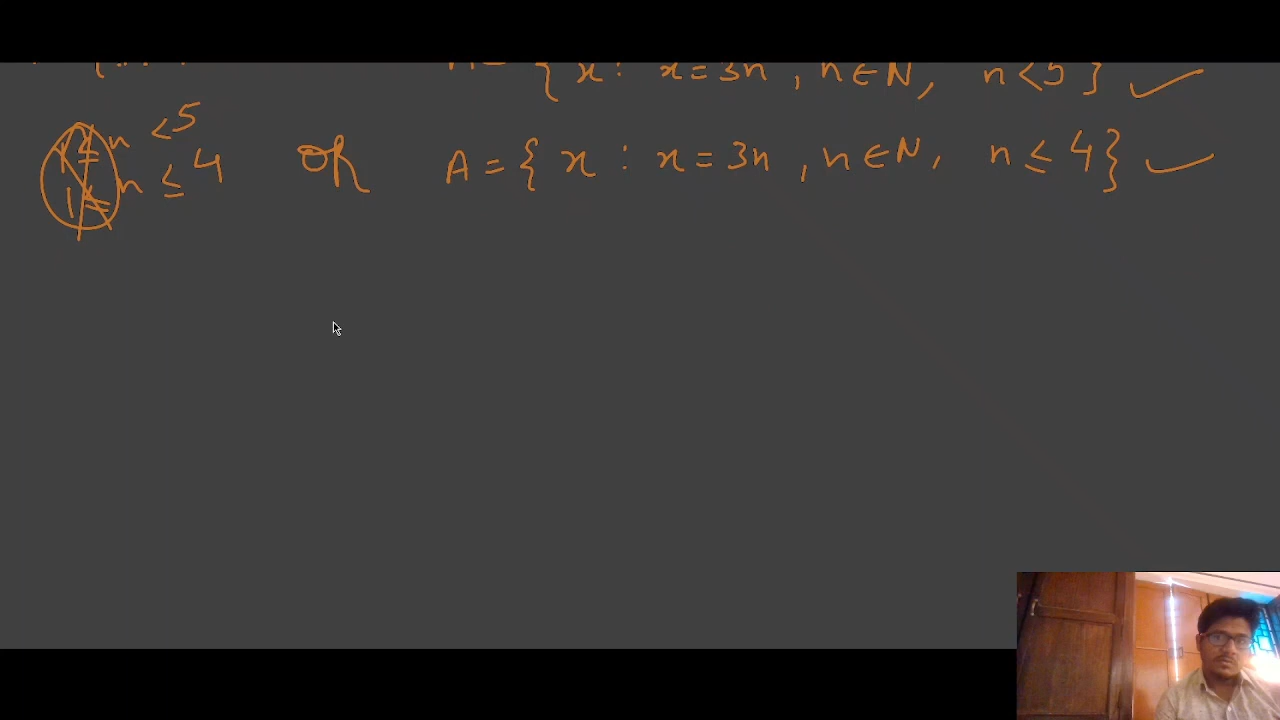 { x : x = 3n , n ∈ N, n < 5 } ✓
n < 5
n ≤ 4 or A = { x : x = 3n , n ∈ N, n ≤ 4 } ✓